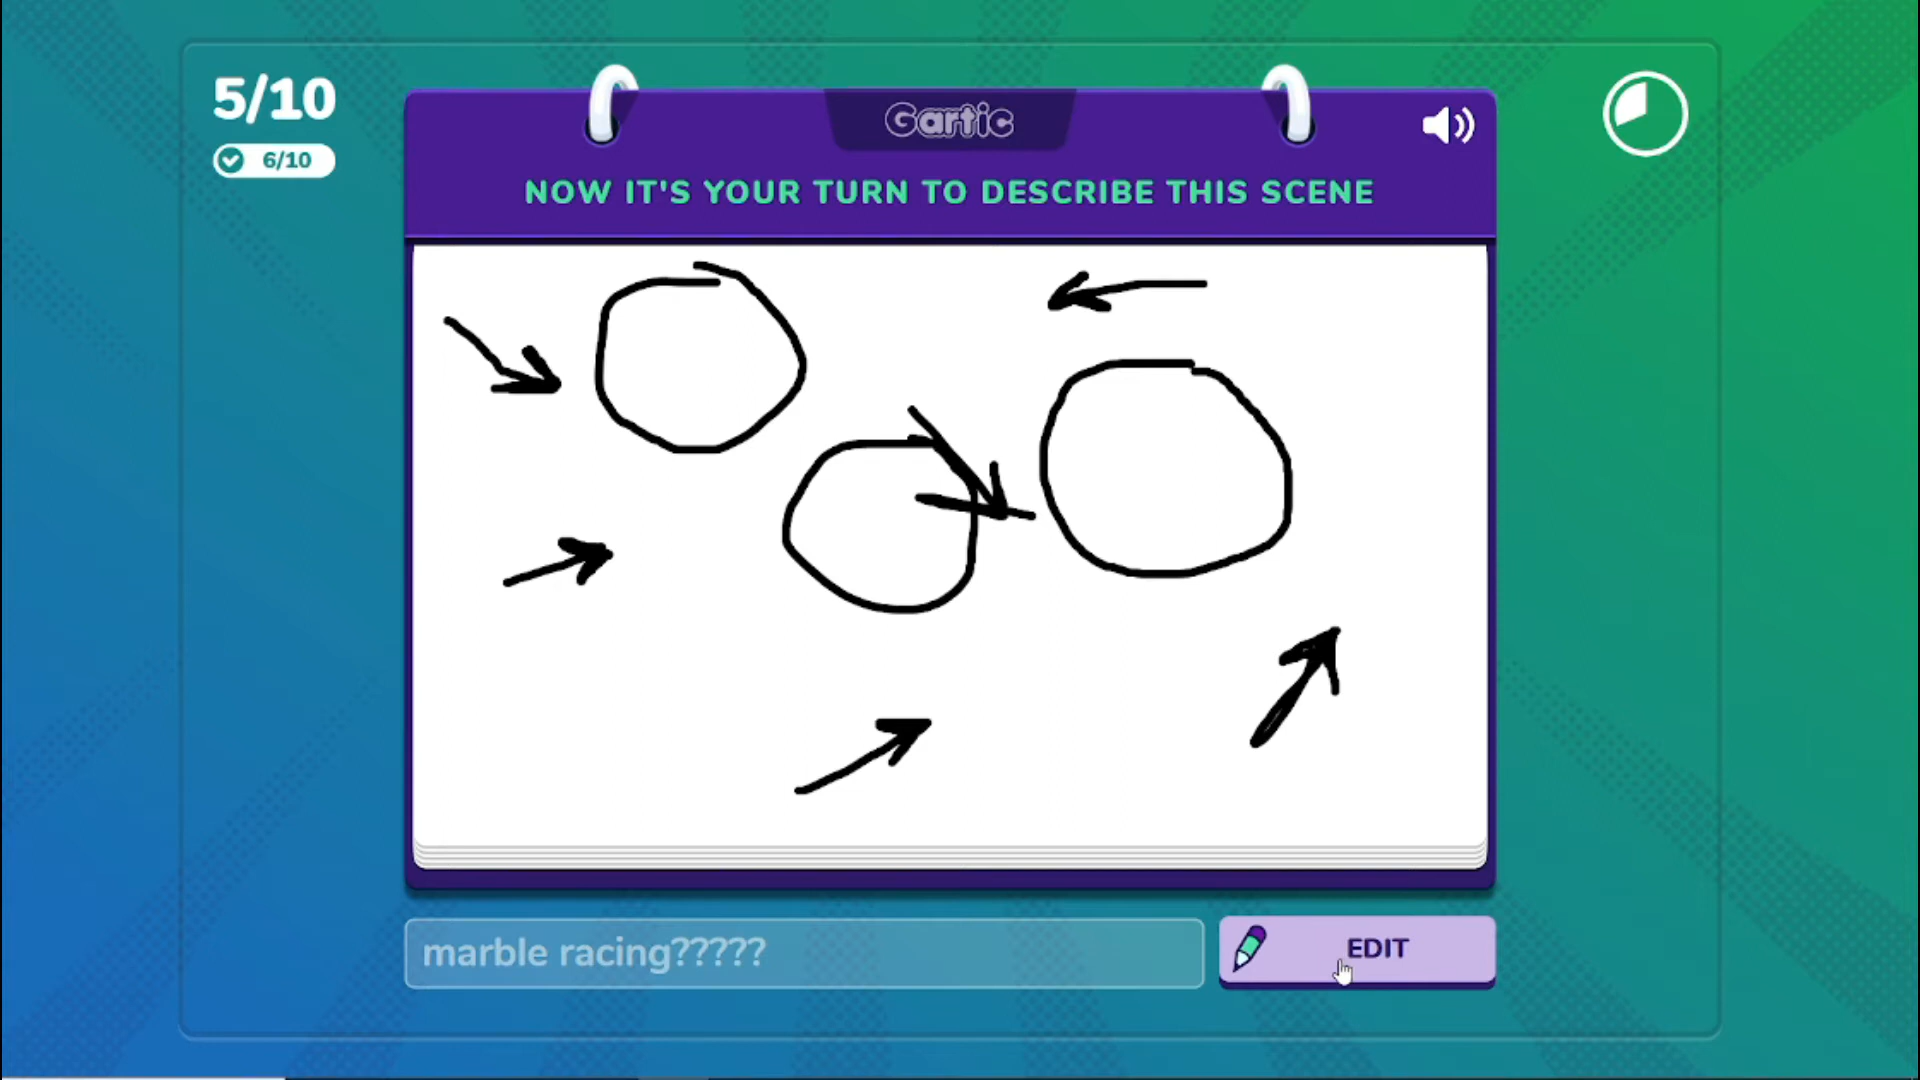 5/10
6/10
Gartic
NOW IT'S YOUR TURN TO DESCRIBE THIS SCENE
marble racing?????
EDIT